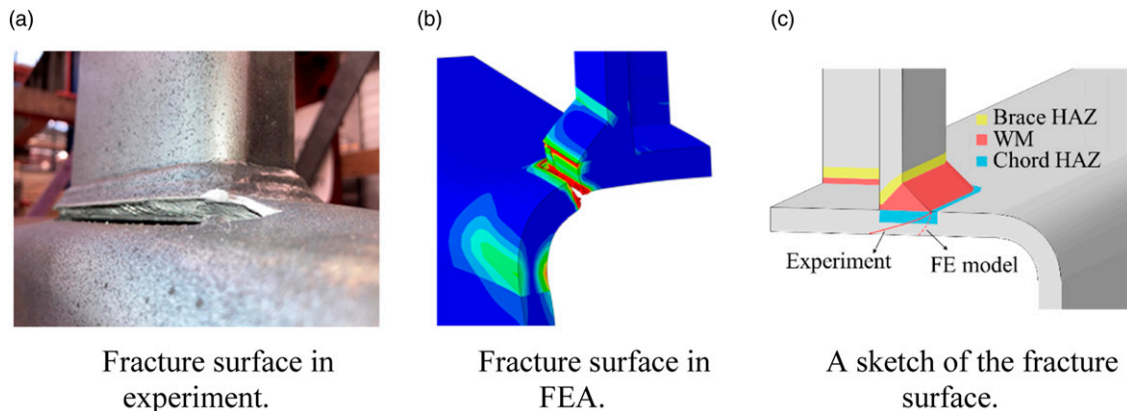 (a)
(b)
(c)
Brace HAZ
WM
Chord HAZ
Experiment
FE model
Fracture surface in
experiment.
Fracture surface in
FEA.
A sketch of the fracture
surface.